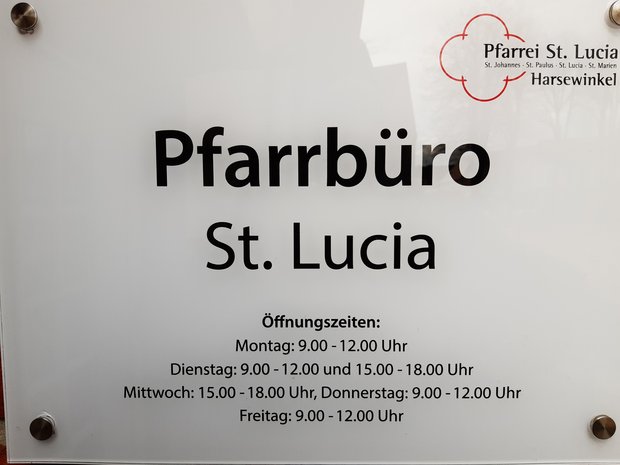 Pfarrei St. Lucia
St. Johannes · St. Paulus · St. Lucia · St. Marien
Harsewinkel
Pfarrbüro
St. Lucia
Öffnungszeiten:
Montag: 9.00 - 12.00 Uhr
Dienstag: 9.00 - 12.00 und 15.00 - 18.00 Uhr
Mittwoch: 15.00 - 18.00 Uhr, Donnerstag: 9.00 - 12.00 Uhr
Freitag: 9.00 - 12.00 Uhr